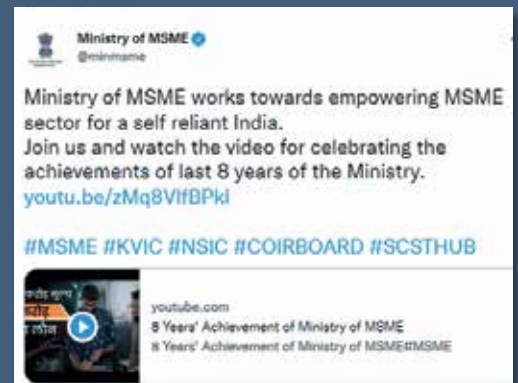 Ministry of MSME
@minmsme
Ministry of MSME works towards empowering MSME
sector for a self reliant India.
Join us and watch the video for celebrating the
achievements of last 8 years of the Ministry.
youtu.be/zMq8VIfBPkI
#MSME #KVIC #NSIC #COIRBOARD #SCSTHUB
youtube.com
8 Years' Achievement of Ministry of MSME
8 Years' Achievement of Ministry of MSME#MSME